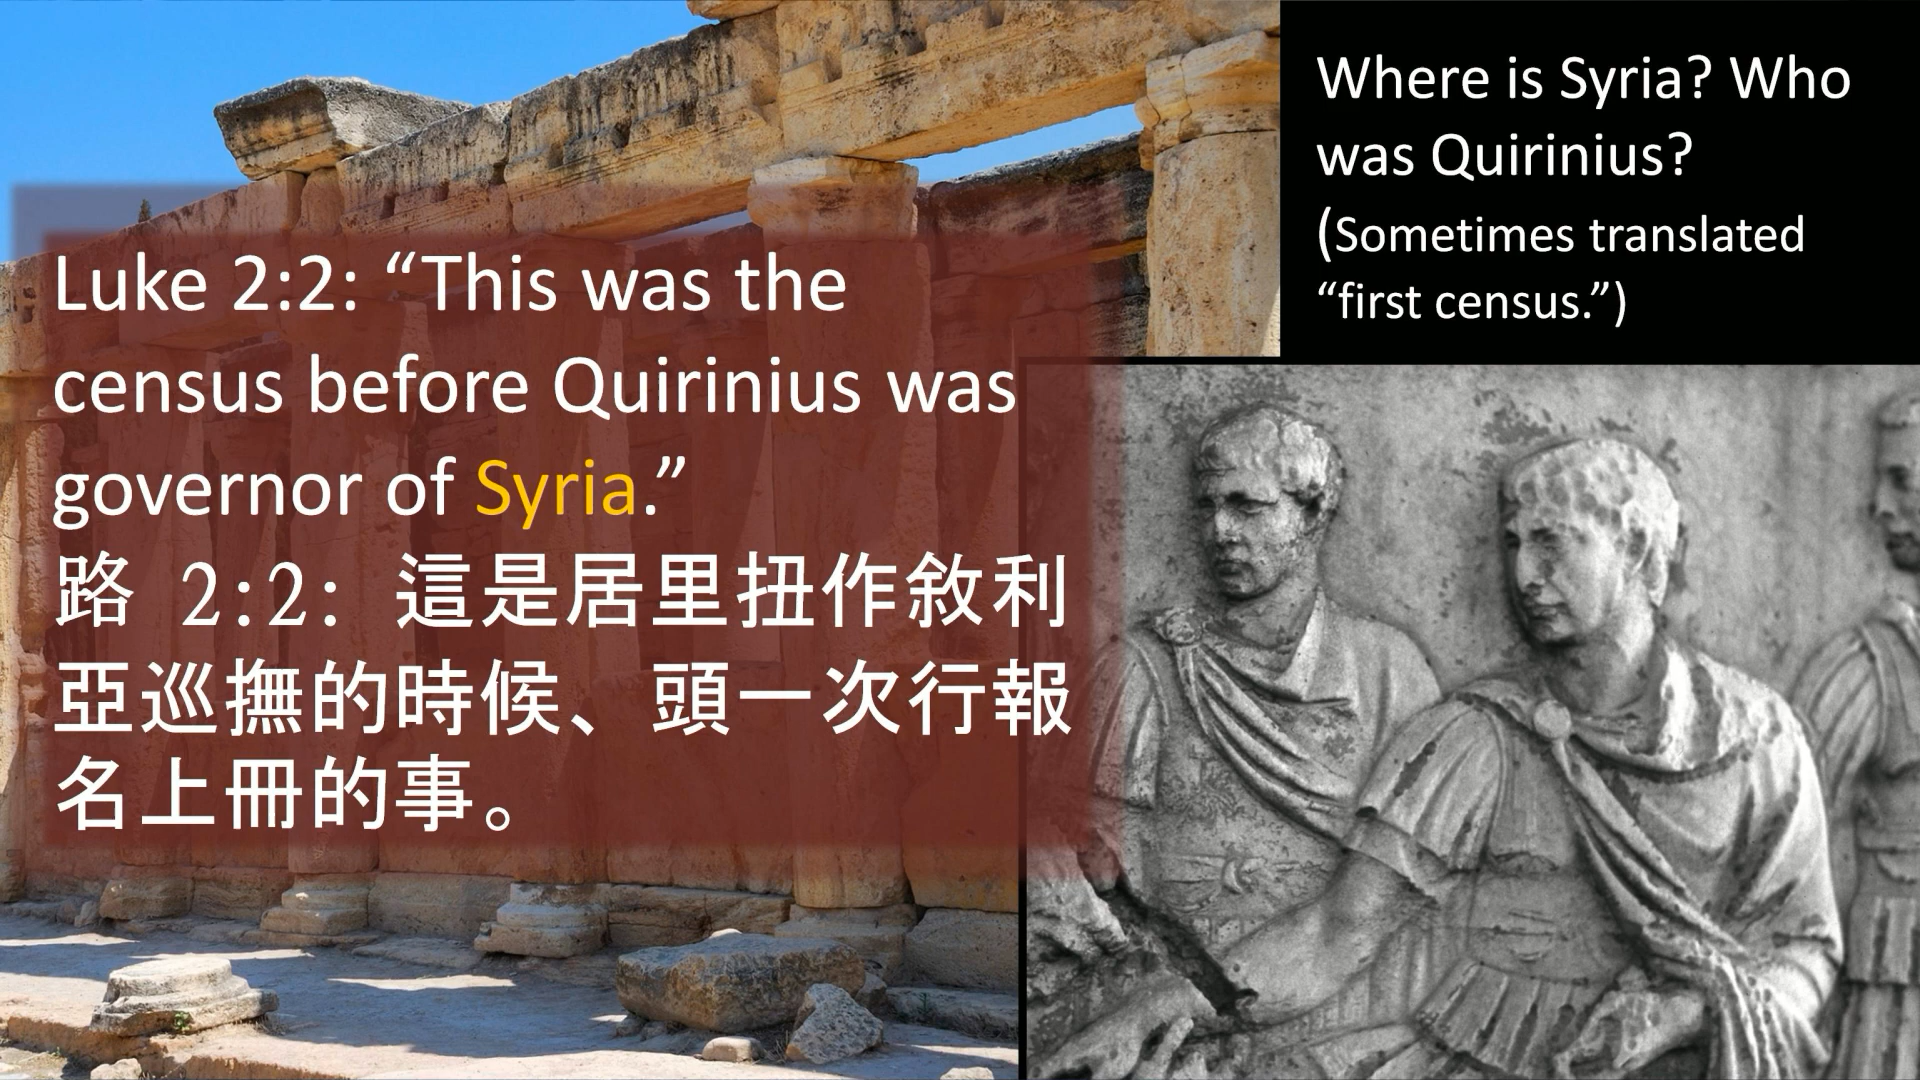 Luke 2:2: “This was the
census before Quirinius was
governor of Syria.”
路 2:2: 這是居里扭作敘利
亞巡撫的時候、頭一次行報
名上冊的事。
Where is Syria? Who
was Quirinius?
(Sometimes translated
“first census.”)